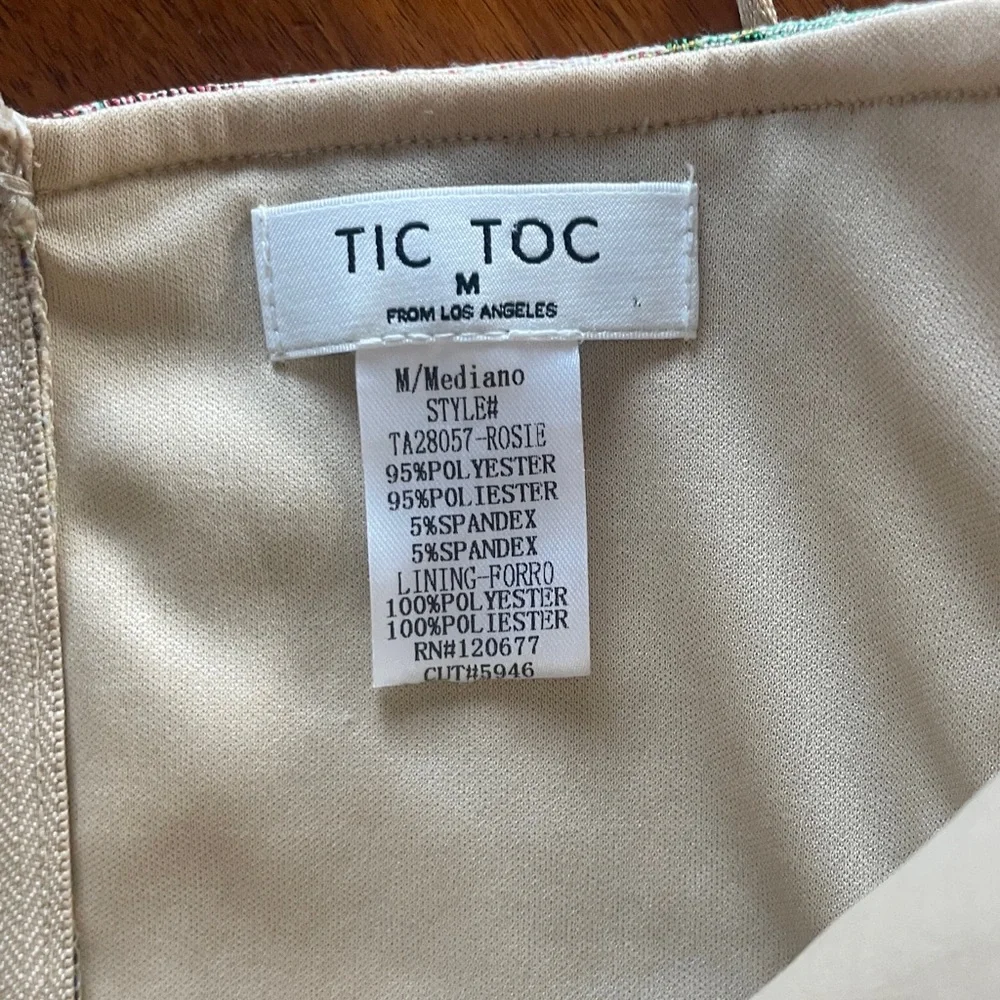 TIC TOC
M
FROM LOS ANGELES
M/Mediano
STYLE#
TA28057-ROSIE
95%POLYESTER
95%POLIESTER
5%SPANDEX
5%SPANDEX
LINING-FORRO
100%POLYESTER
100%POLIESTER
RN#120677
CUT#5946